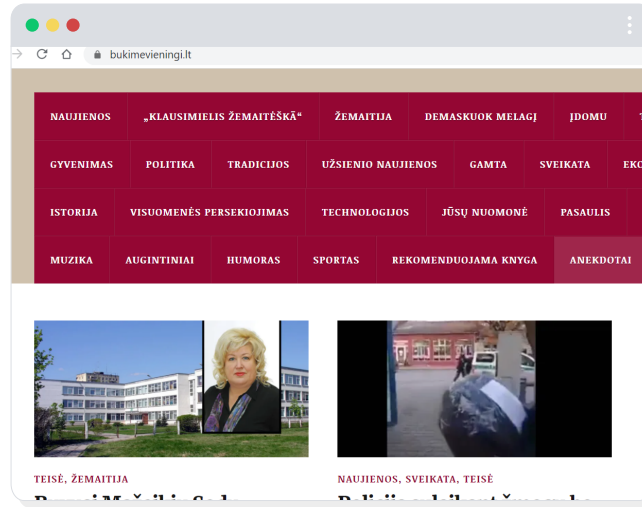 bukimevieningi.lt
NAUJIENOS „KLAUSIMIELIS ŽEMAITĖŠKĀ“ ŽEMAITIJA DEMASKUOK MELAGĮ ĮDOMU
GYVENIMAS POLITIKA TRADICIJOS UŽSIENIO NAUJIENOS GAMTA SVEIKATA
ISTORIJA VISUOMENĖS PERSEKIOJIMAS TECHNOLOGIJOS JŪSŲ NUOMONĖ PASAULIS
MUZIKA AUGINTINIAI HUMORAS SPORTAS REKOMENDUOJAMA KNYGA ANEKDOTAI
TEISĖ, ŽEMAITIJA
NAUJIENOS, SVEIKATA, TEISĖ